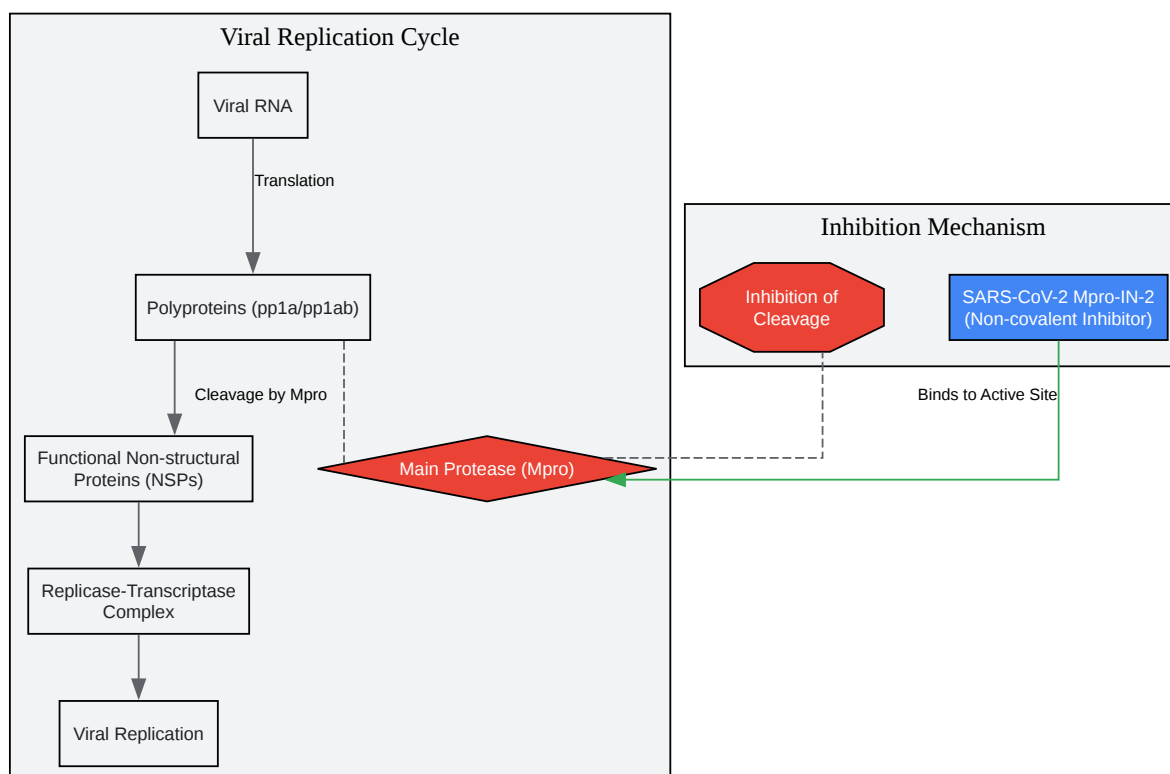 Viral Replication Cycle
Viral RNA
Translation
Polyproteins (pp1a/pp1ab)
Cleavage by Mpro
Functional Non-structural
Proteins (NSPs)
Main Protease (Mpro)
Replicase-Transcriptase
Complex
Viral Replication
Inhibition Mechanism
Inhibition of
Cleavage
SARS-CoV-2 Mpro-IN-2
(Non-covalent Inhibitor)
Binds to Active Site